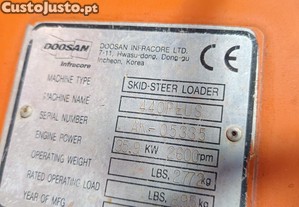 CustoJusto.pt
DOOSAN
Infracore
DOOSAN INFRACORE LTD.
7-11, Hwasu-dong, Dong-gu
Incheon, Korea
CE
MACHINE TYPE SKID-STEER LOADER
MACHINE NAME 440PLUS
SERIAL NUMBER
ENGINE POWER KW rpm
OPERATING WEIGHT LBS, kg
RATED OPERATING LOAD LBS, kg
YEAR OF MFG